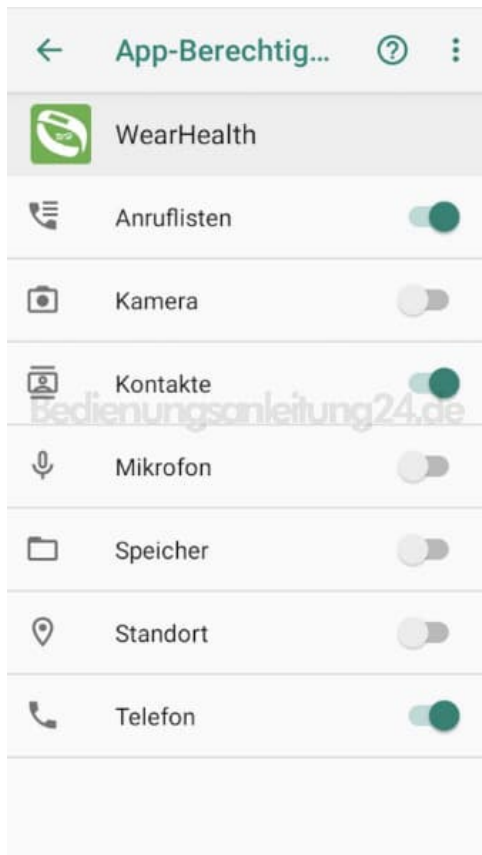 App-Berechtig...
WearHealth
Anruflisten
Kamera
Kontakte
Bedienungsanleitung24.de
Mikrofon
Speicher
Standort
Telefon